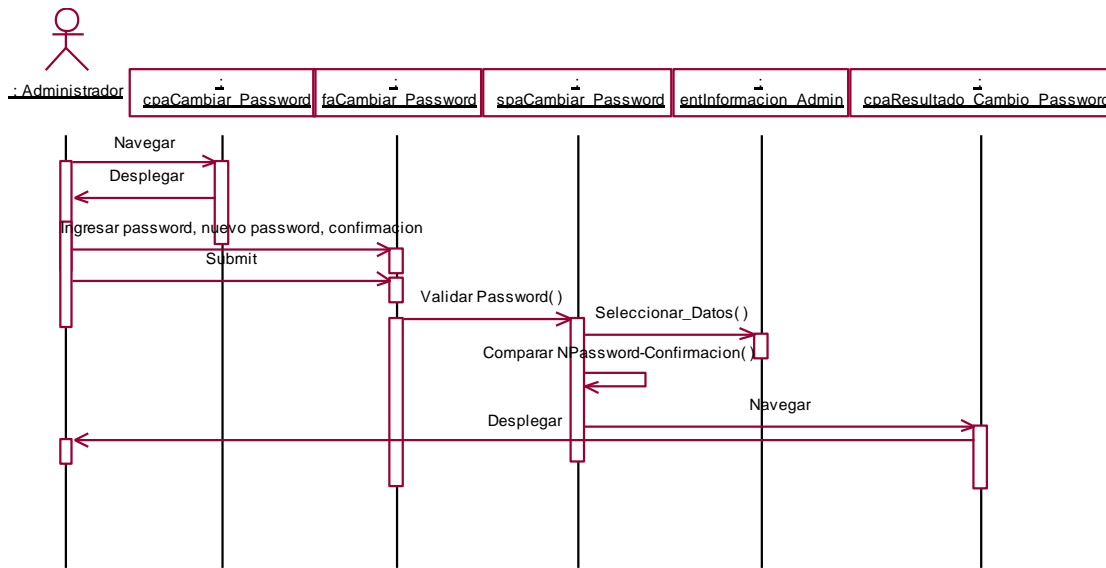 : Administrador
:
cpaCambiar_Password
:
faCambiar_Password
:
spaCambiar_Password
:
entInformacion_Admin
:
cpaResultado_Cambio_Password
Navegar
Desplegar
Ingresar password, nuevo password, confirmacion
Submit
Validar Password( )
Seleccionar_Datos( )
Comparar NPassword-Confirmacion( )
Navegar
Desplegar